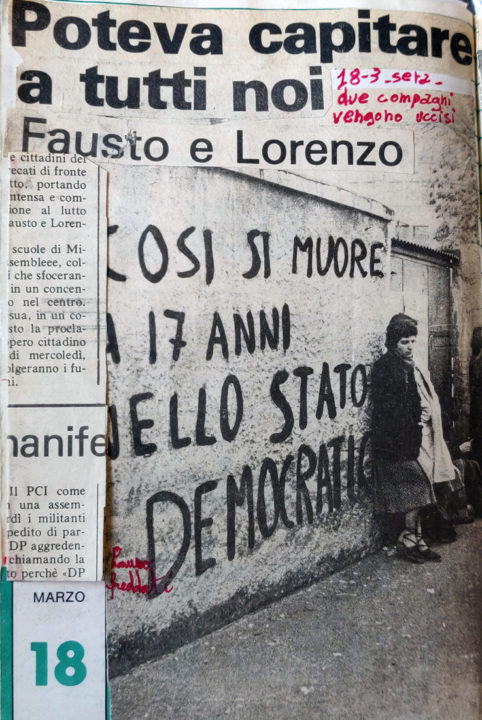 Poteva capitare
a tutti noi
18-3-sera-
due compagni
vengono uccisi
Fausto e Lorenzo
e cittadini del
recati di fronte
tto, portando
ntensa e com-
ione al lutto
austo e Loren-
scuole di Mi-
ssemblee, col-
i che sfoceran-
in un concen-
o nel centro.
sua, in un co-
sto la procla-
pero cittadino
di mercoledì,
olgeranno i fu-
i.
COSI SI MUORE
A 17 ANNI
NELLO STATO
"DEMOCRATICO
manife
Il PCI come
una assem-
rdì i militanti
pedito di par-
DP aggreden-
chiamando la
to perchè «DP
MARZO
18